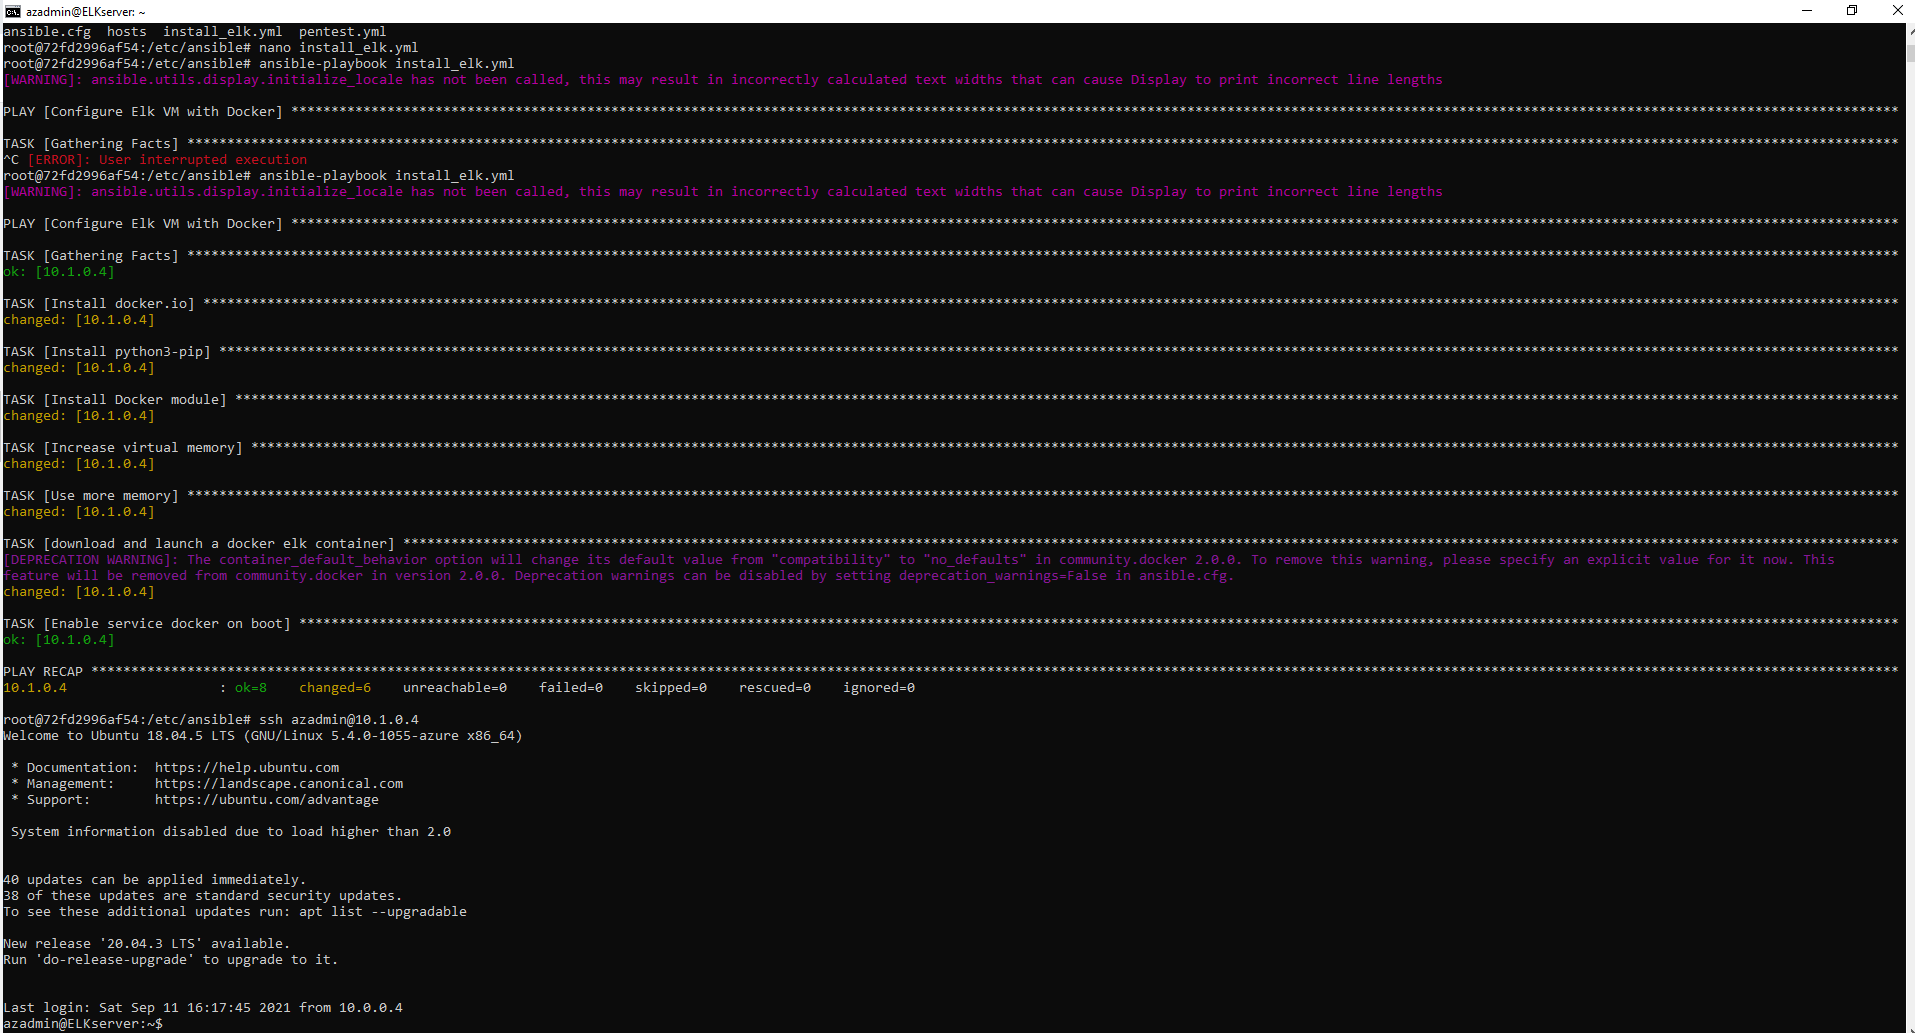 azadmin@ELKserver: ~
ansible.cfg  hosts  install_elk.yml  pentest.yml
root@72fd2996af54:/etc/ansible# nano install_elk.yml
root@72fd2996af54:/etc/ansible# ansible-playbook install_elk.yml
[WARNING]: ansible.utils.display.initialize_locale has not been called, this may result in incorrectly calculated text widths that can cause Display to print incorrect line lengths
PLAY [Configure Elk VM with Docker] ****************************************
TASK [Gathering Facts] ****************************************
^C [ERROR]: User interrupted execution
root@72fd2996af54:/etc/ansible# ansible-playbook install_elk.yml
[WARNING]: ansible.utils.display.initialize_locale has not been called, this may result in incorrectly calculated text widths that can cause Display to print incorrect line lengths
PLAY [Configure Elk VM with Docker] ****************************************
TASK [Gathering Facts] ****************************************
ok: [10.1.0.4]
TASK [Install docker.io] ****************************************
changed: [10.1.0.4]
TASK [Install python3-pip] ****************************************
changed: [10.1.0.4]
TASK [Install Docker module] ****************************************
changed: [10.1.0.4]
TASK [Increase virtual memory] ****************************************
changed: [10.1.0.4]
TASK [Use more memory] ****************************************
changed: [10.1.0.4]
TASK [download and launch a docker elk container] ****************************************
[DEPRECATION WARNING]: The container_default_behavior option will change its default value from "compatibility" to "no_defaults" in community.docker 2.0.0. To remove this warning, please specify an explicit value for it now. This
feature will be removed from community.docker in version 2.0.0. Deprecation warnings can be disabled by setting deprecation_warnings=False in ansible.cfg.
changed: [10.1.0.4]
TASK [Enable service docker on boot] ****************************************
ok: [10.1.0.4]
PLAY RECAP ****************************************
10.1.0.4                   : ok=8    changed=6    unreachable=0    failed=0    skipped=0    rescued=0    ignored=0
root@72fd2996af54:/etc/ansible# ssh azadmin@10.1.0.4
Welcome to Ubuntu 18.04.5 LTS (GNU/Linux 5.4.0-1055-azure x86_64)
* Documentation:  https://help.ubuntu.com
* Management:     https://landscape.canonical.com
* Support:        https://ubuntu.com/advantage
System information disabled due to load higher than 2.0
40 updates can be applied immediately.
38 of these updates are standard security updates.
To see these additional updates run: apt list --upgradable
New release '20.04.3 LTS' available.
Run 'do-release-upgrade' to upgrade to it.
Last login: Sat Sep 11 16:17:45 2021 from 10.0.0.4
azadmin@ELKserver:~$